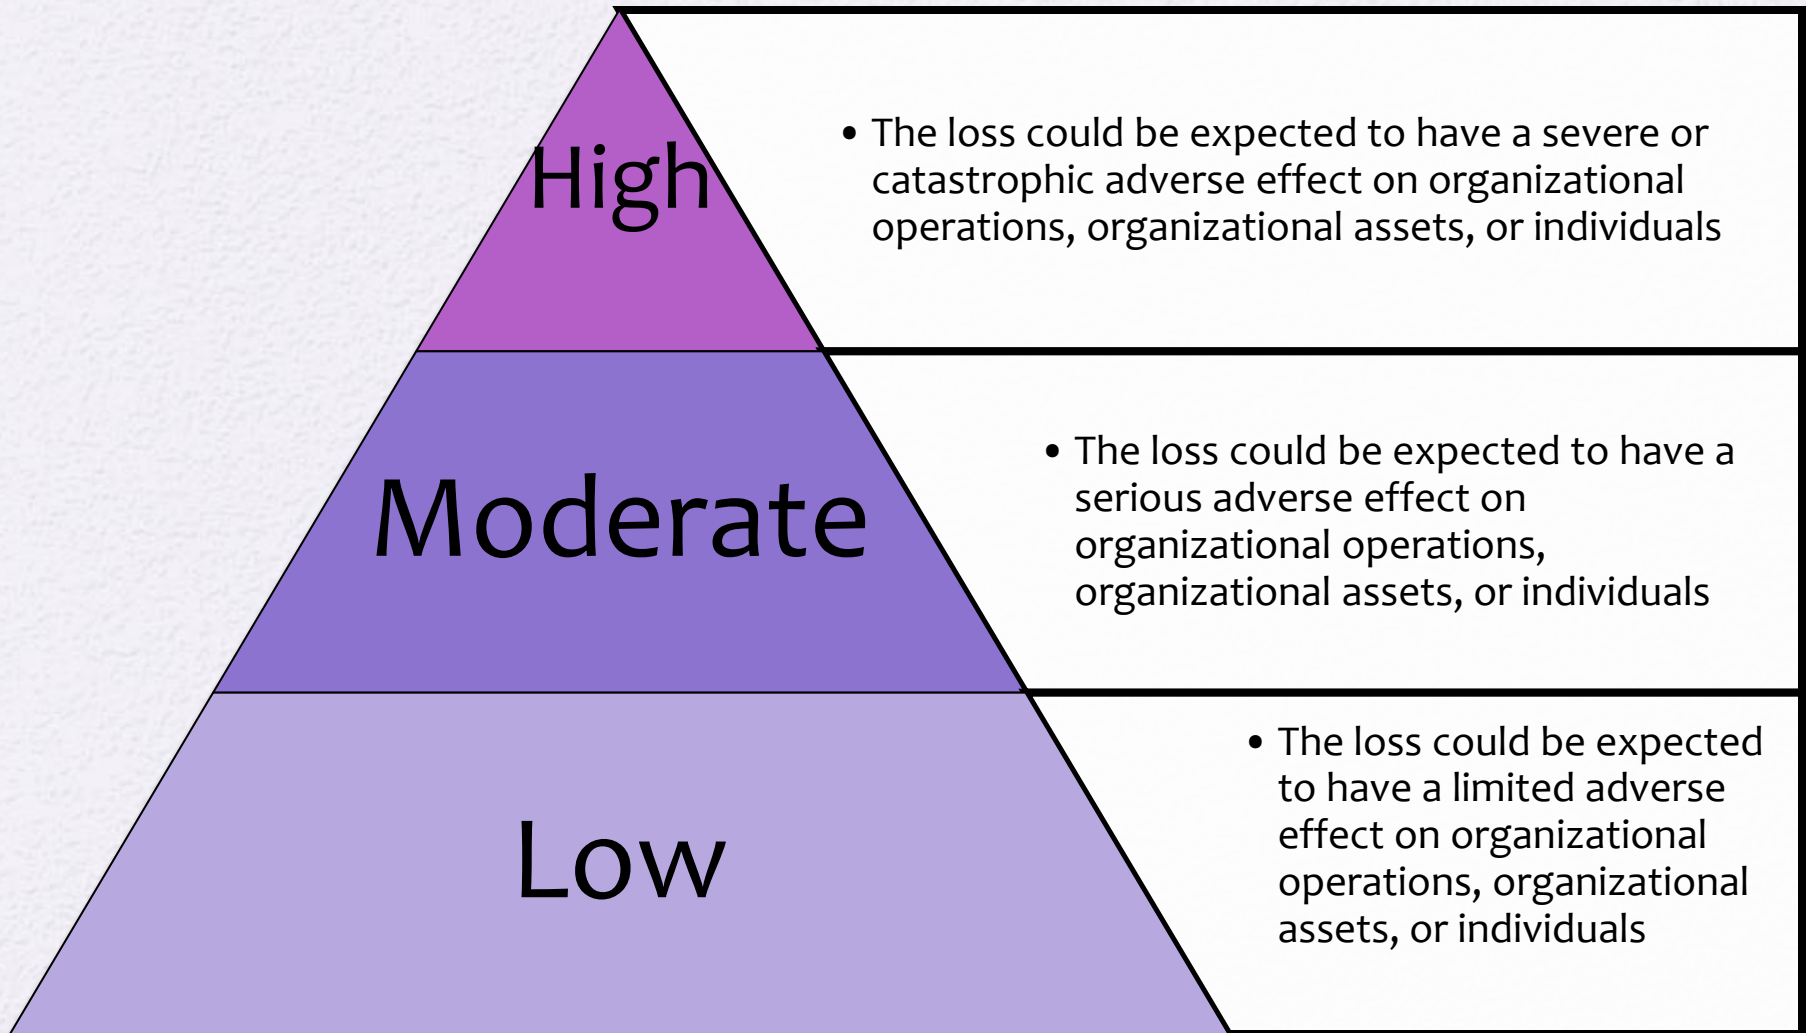 High
• The loss could be expected to have a severe or
catastrophic adverse effect on organizational
operations, organizational assets, or individuals
Moderate
• The loss could be expected to have a
serious adverse effect on
organizational operations,
organizational assets, or individuals
Low
• The loss could be expected
to have a limited adverse
effect on organizational
operations, organizational
assets, or individuals